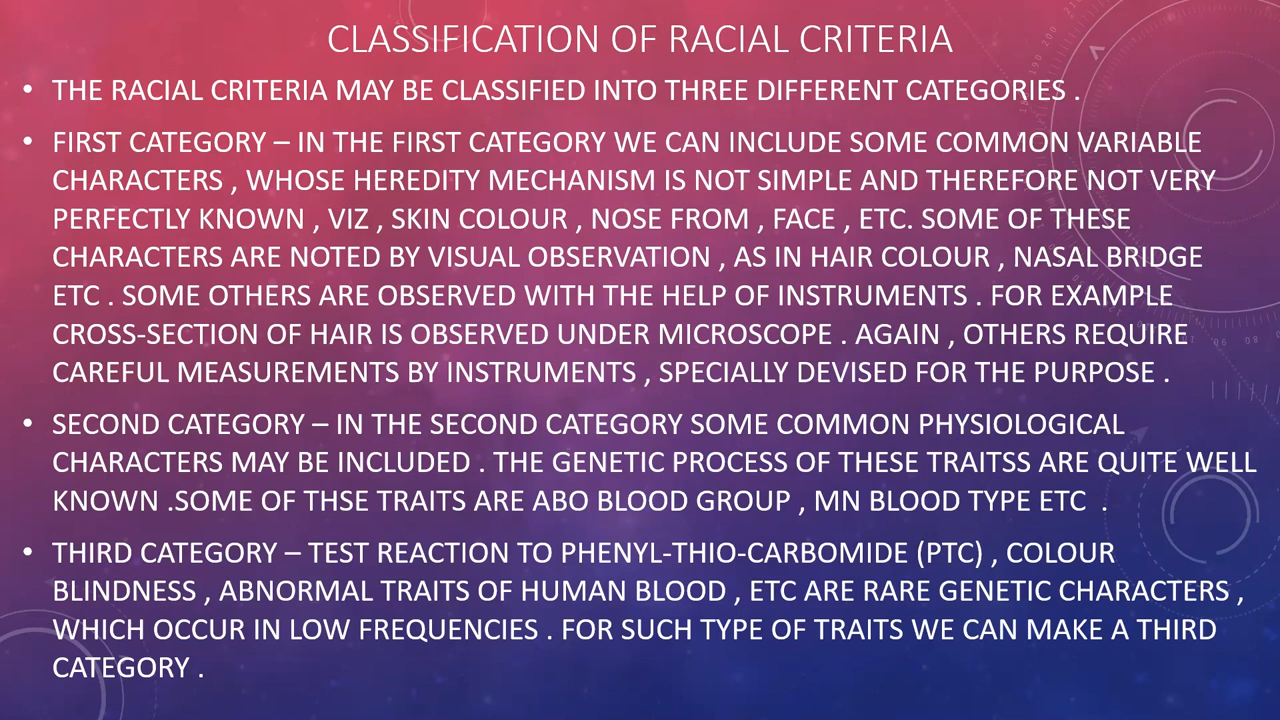 CLASSIFICATION OF RACIAL CRITERIA
• THE RACIAL CRITERIA MAY BE CLASSIFIED INTO THREE DIFFERENT CATEGORIES .
• FIRST CATEGORY – IN THE FIRST CATEGORY WE CAN INCLUDE SOME COMMON VARIABLE
CHARACTERS , WHOSE HEREDITY MECHANISM IS NOT SIMPLE AND THEREFORE NOT VERY
PERFECTLY KNOWN , VIZ , SKIN COLOUR , NOSE FROM , FACE , ETC. SOME OF THESE
CHARACTERS ARE NOTED BY VISUAL OBSERVATION , AS IN HAIR COLOUR , NASAL BRIDGE
ETC . SOME OTHERS ARE OBSERVED WITH THE HELP OF INSTRUMENTS . FOR EXAMPLE
CROSS-SECTION OF HAIR IS OBSERVED UNDER MICROSCOPE . AGAIN , OTHERS REQUIRE
CAREFUL MEASUREMENTS BY INSTRUMENTS , SPECIALLY DEVISED FOR THE PURPOSE .
• SECOND CATEGORY – IN THE SECOND CATEGORY SOME COMMON PHYSIOLOGICAL
CHARACTERS MAY BE INCLUDED . THE GENETIC PROCESS OF THESE TRAITSS ARE QUITE WELL
KNOWN .SOME OF THSE TRAITS ARE ABO BLOOD GROUP , MN BLOOD TYPE ETC .
• THIRD CATEGORY – TEST REACTION TO PHENYL-THIO-CARBOMIDE (PTC) , COLOUR
BLINDNESS , ABNORMAL TRAITS OF HUMAN BLOOD , ETC ARE RARE GENETIC CHARACTERS ,
WHICH OCCUR IN LOW FREQUENCIES . FOR SUCH TYPE OF TRAITS WE CAN MAKE A THIRD
CATEGORY .